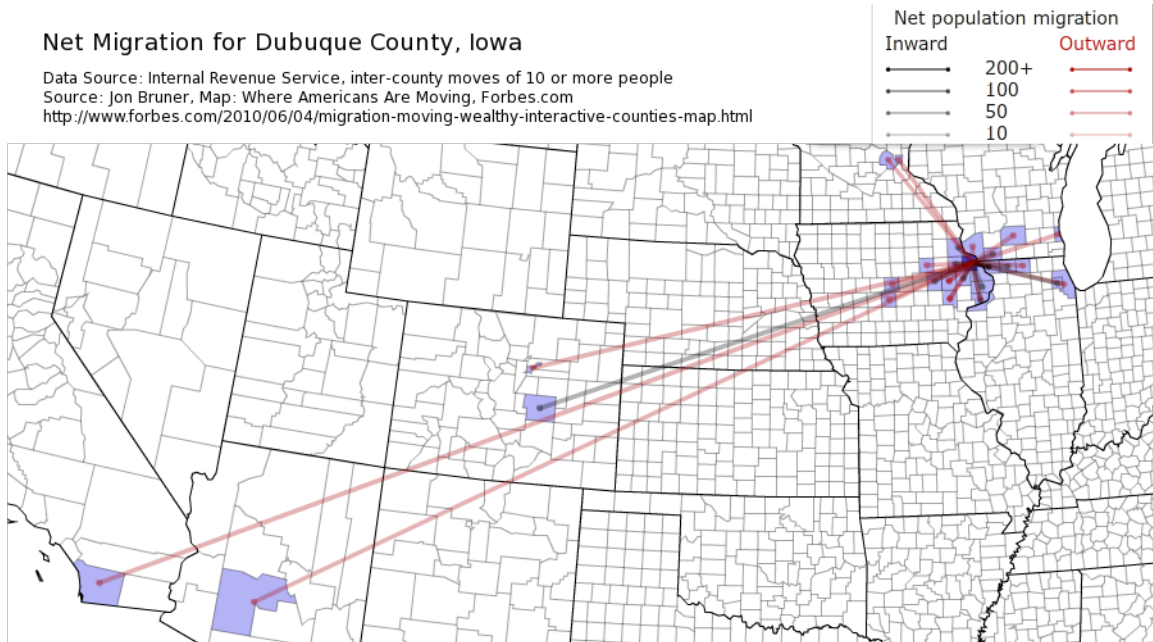 Net Migration for Dubuque County, Iowa
Data Source: Internal Revenue Service, inter-county moves of 10 or more people
Source: Jon Bruner, Map: Where Americans Are Moving, Forbes.com
http://www.forbes.com/2010/06/04/migration-moving-wealthy-interactive-counties-map.html
Net population migration
Inward Outward
200+
100
50
10